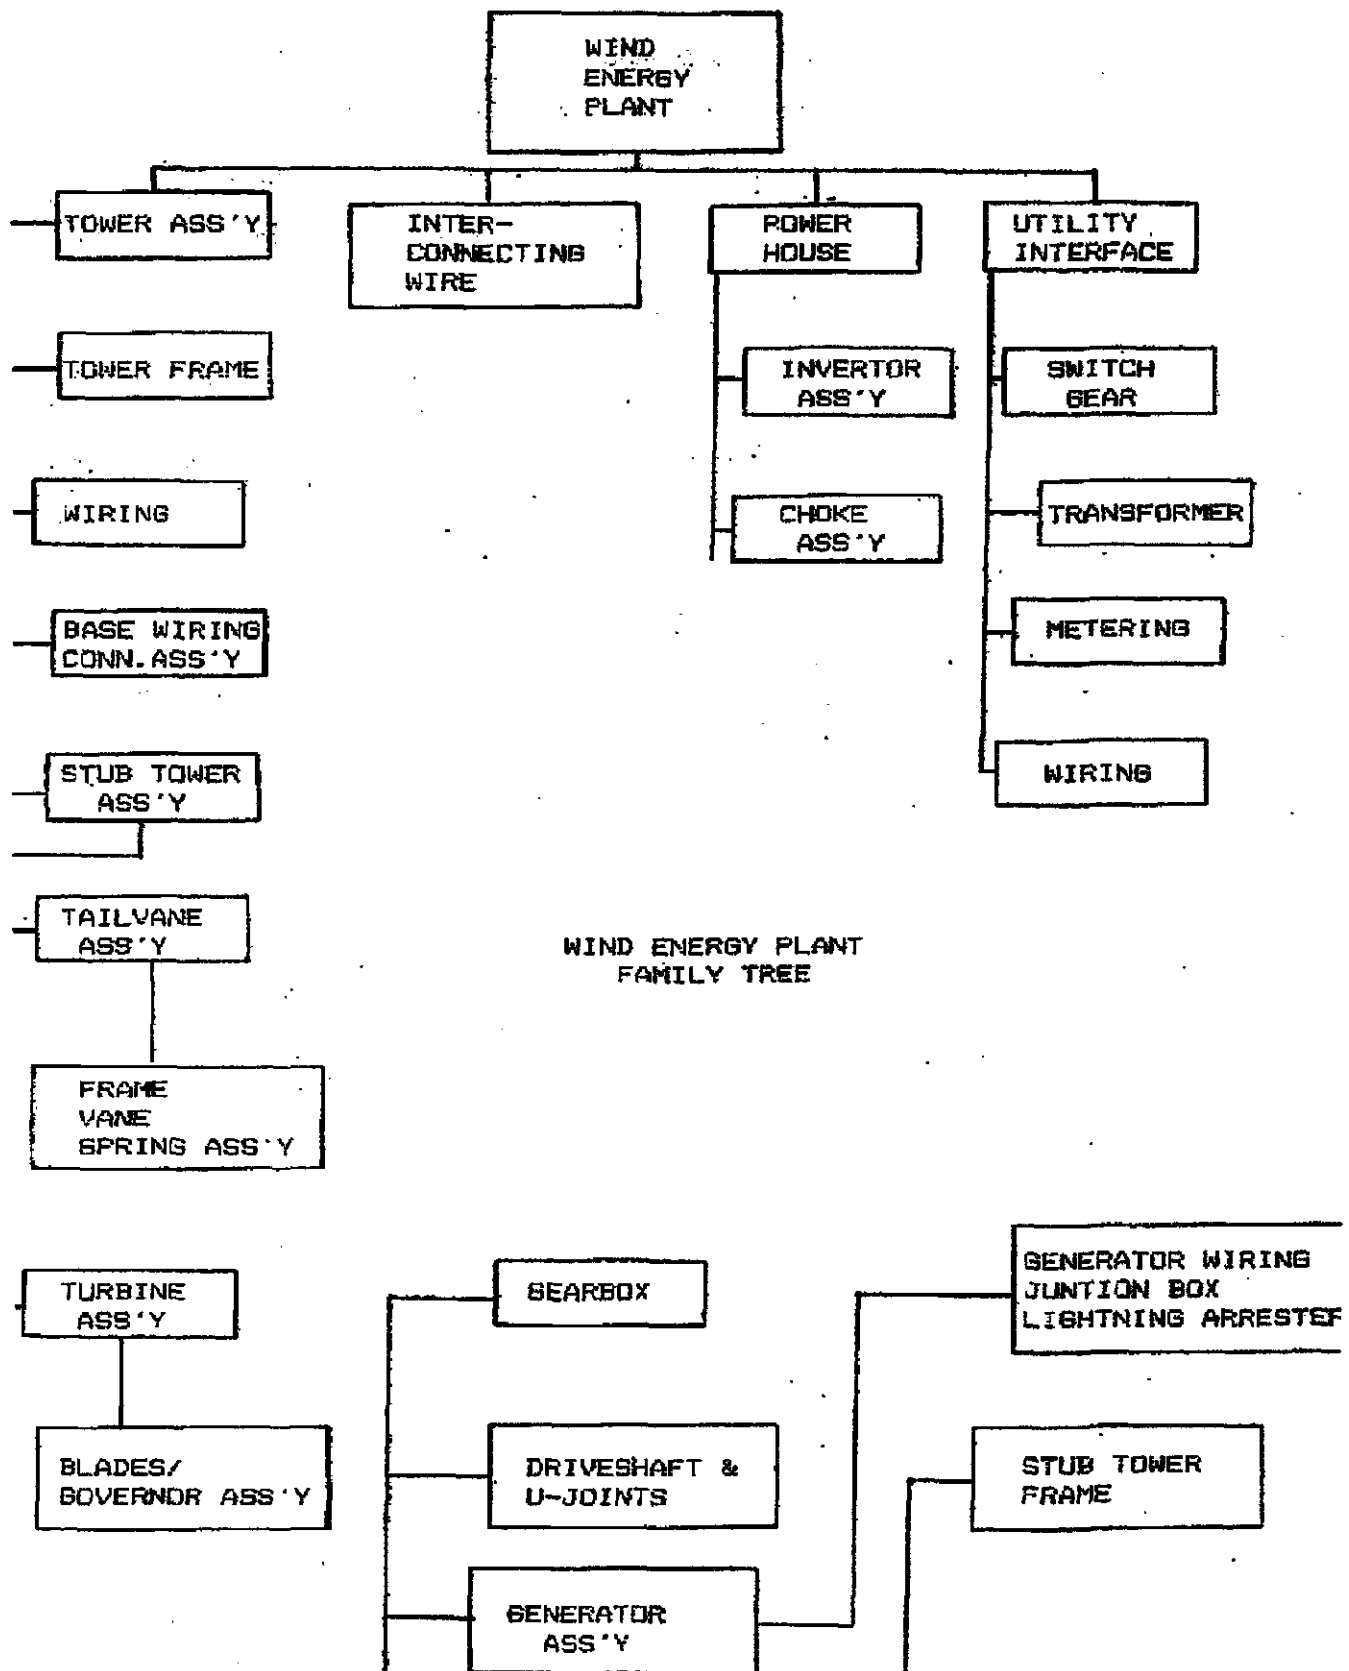 WIND
ENERGY
PLANT
TOWER ASS'Y
INTER-
CONNECTING
WIRE
POWER
HOUSE
UTILITY
INTERFACE
TOWER FRAME
INVERTOR
ASS'Y
SWITCH
GEAR
WIRING
CHOKE
ASS'Y
TRANSFORMER
BASE WIRING
CONN.ASS'Y
METERING
STUB TOWER
ASS'Y
WIRING
TAILVANE
ASS'Y
WIND ENERGY PLANT
FAMILY TREE
FRAME
VANE
SPRING ASS'Y
TURBINE
ASS'Y
GEARBOX
GENERATOR WIRING
JUNTION BOX
LIGHTNING ARRESTER
BLADES/
GOVERNOR ASS'Y
DRIVESHAFT &
U-JOINTS
STUB TOWER
FRAME
GENERATOR
ASS'Y